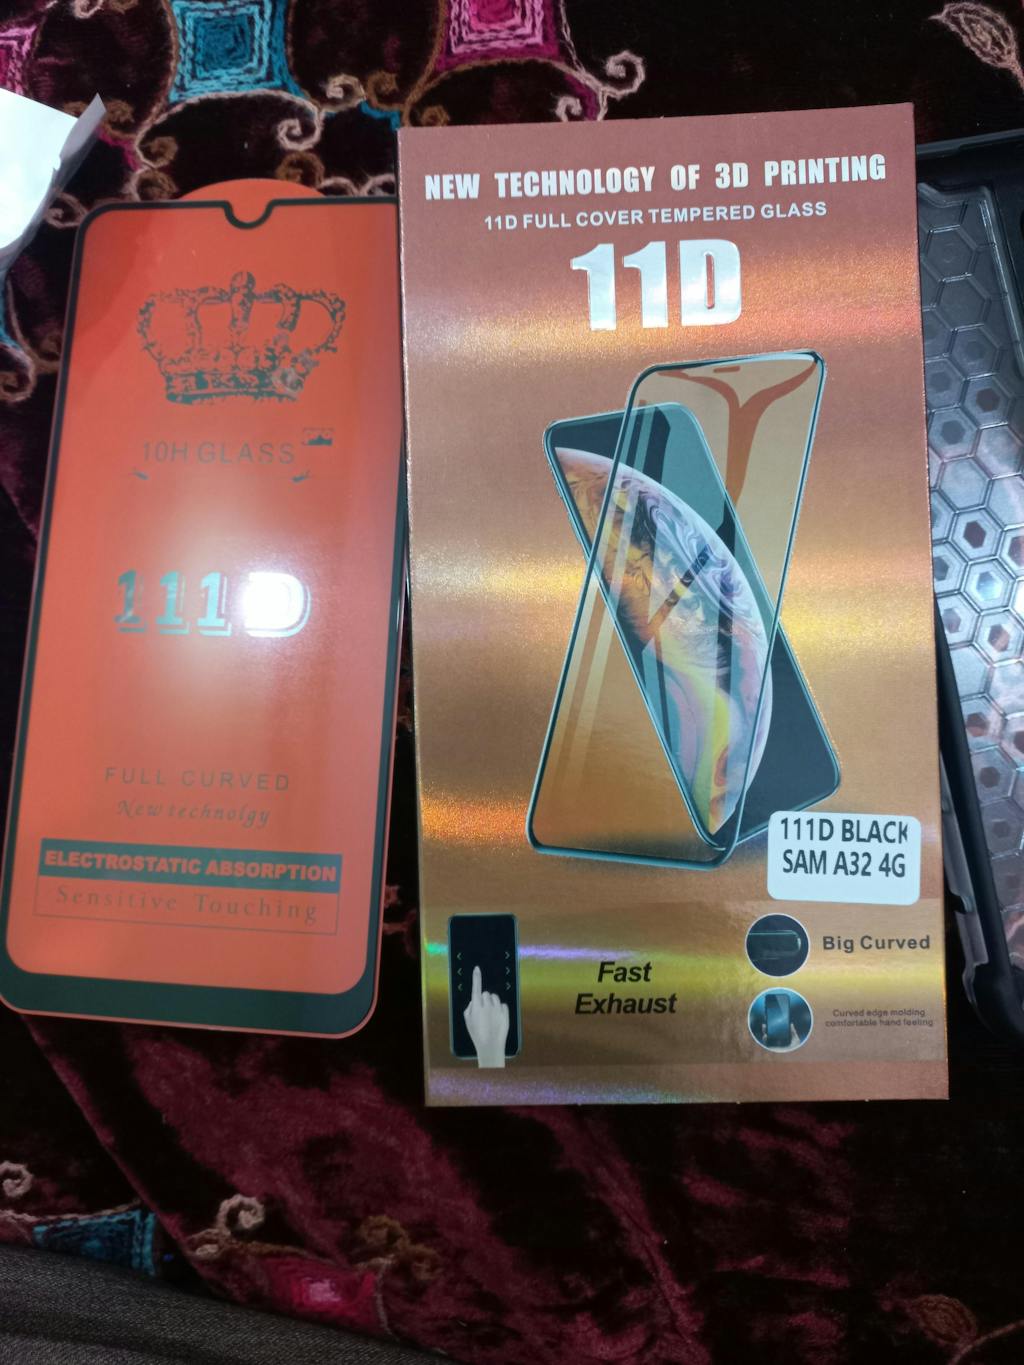 10H GLASS
111D
FULL CURVED
New technolgy
ELECTROSTATIC ABSORPTION
Sensitive Touching
NEW TECHNOLOGY OF 3D PRINTING
11D FULL COVER TEMPERED GLASS
11D
111D BLACK
SAM A32 4G
Fast
Exhaust
Big Curved
Curved edge molding
comfortable hand feeling